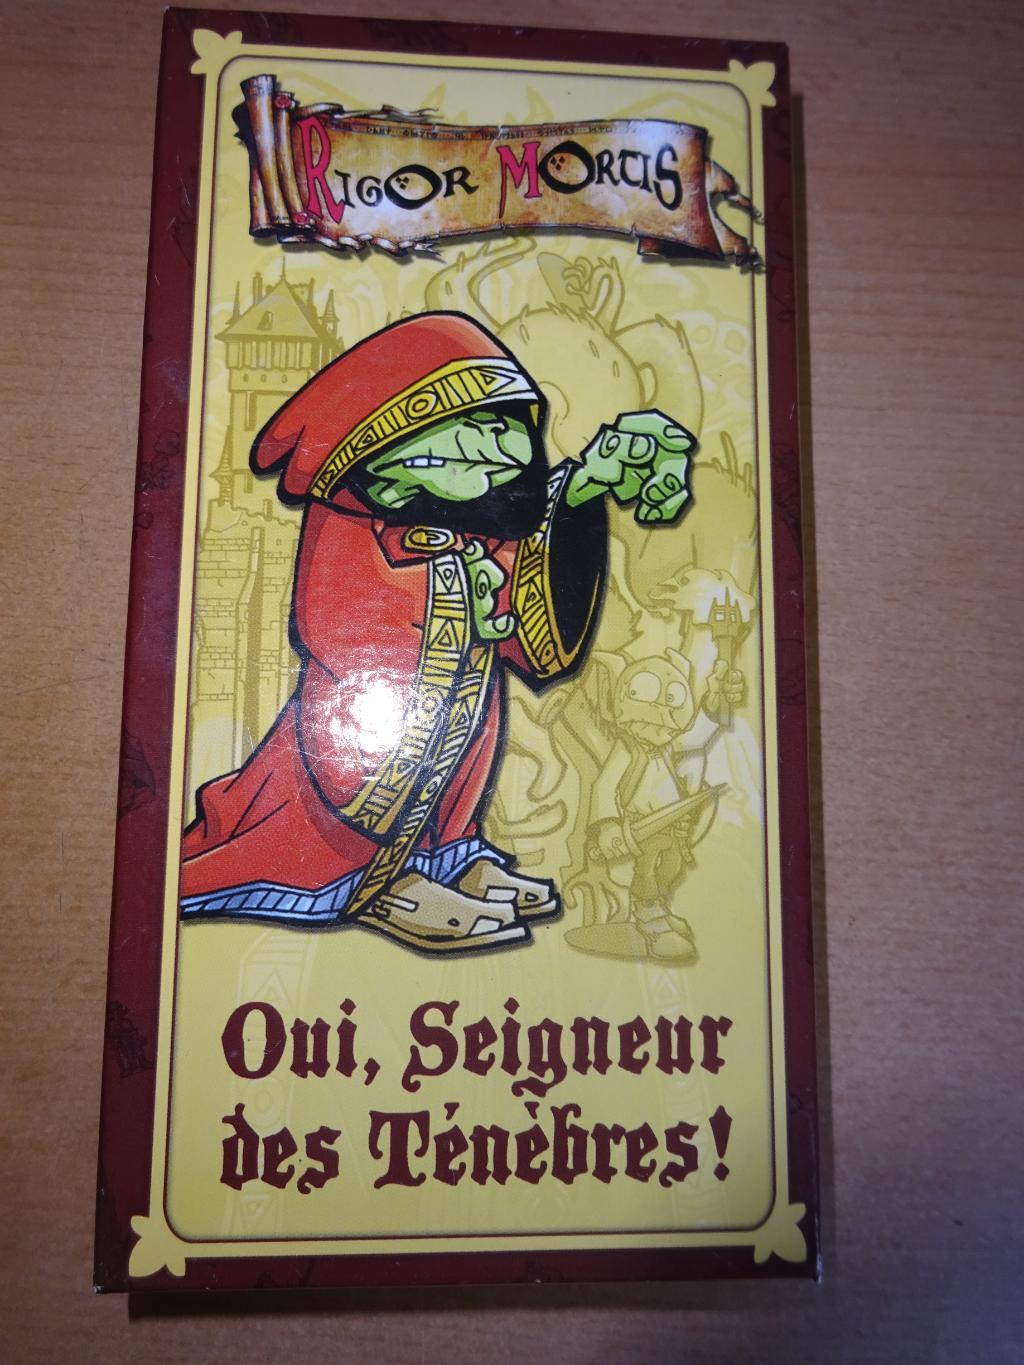 RIGOR MORTIS
Oui, Seigneur
des Ténèbres!